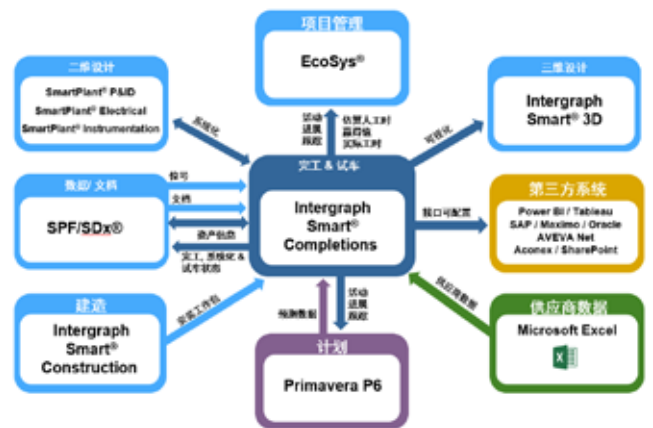 项目管理
EcoSys®
二维设计
SmartPlant® P&ID
SmartPlant® Electrical
SmartPlant® Instrumentation
三维设计
Intergraph
Smart® 3D
系统化
活动
进展
跟踪
估算人工时
赢得值
实际工时
可视化
数据/文档
SPF/SDx®
位号
文档
资产信息
完工, 系统化 &
试车状态
完工 & 试车
Intergraph
Smart®
Completions
接口可配置
第三方系统
Power BI / Tableau
SAP / Maximo / Oracle
AVEVA Net
Aconex / SharePoint
建造
Intergraph
Smart®
Construction
安装工作包
预测数据
活动
进展
跟踪
供应商数据
供应商数据
Microsoft Excel
计划
Primavera P6